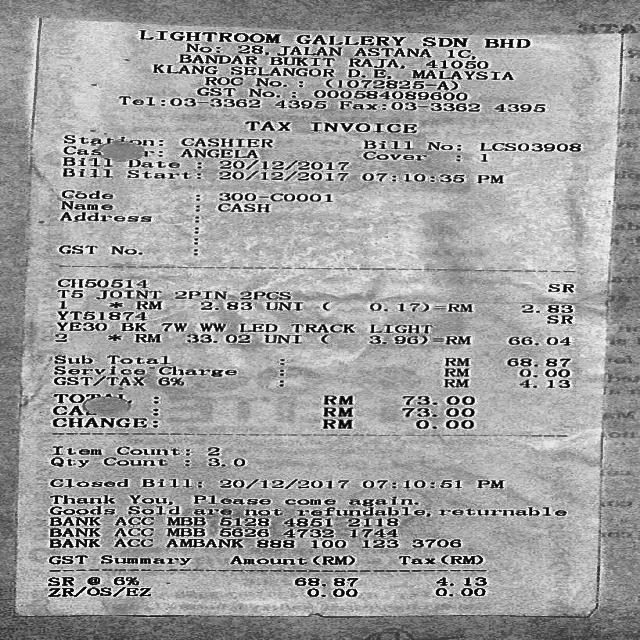 LIGHTROOM GALLERY SDN BHD
No: 28, JALAN ASTANA 1C,
BANDAR BUKIT RAJA, 41050
KLANG SELANGOR D.E, MALAYSIA
ROC No.: (1072825-A)
GST No.: 000584089600
Tel:03-3362 4395 Fax:03-3362 4395
TAX INVOICE
Station: CASHIER Bill No: LCS03908
ANGELA Cover : 1
Bill Date : 20/12/2017
Bill Start: 20/12/2017 07:10:35 PM
Code : 300-C0001
Name : CASH
Address :
:
:
GST No. :
CH50514 SR
T5 JOINT 2PIN 2PCS
1 * RM 2.83 UNI ( 0.17)=RM 2.83
YT51874 SR
YE30 BK 7W WW LED TRACK LIGHT
2 * RM 33.02 UNI ( 3.96)=RM 66.04
Sub Total : RM 68.87
Service Charge : RM 0.00
GST/TAX 6% : RM 4.13
TOTAL : RM 73.00
: RM 73.00
CHANGE: RM 0.00
Item Count: 2
Qty Count : 3.0
Closed Bill: 20/12/2017 07:10:51 PM
Thank You, Please come again.
Goods Sold are not refundable, returnable
BANK ACC MBB 5128 4851 2118
BANK ACC MBB 5626 4732 1744
BANK ACC AMBANK 888 100 123 3706
GST Summary Amount(RM) Tax(RM)
SR @ 6% 68.87 4.13
ZR/OS/EZ 0.00 0.00